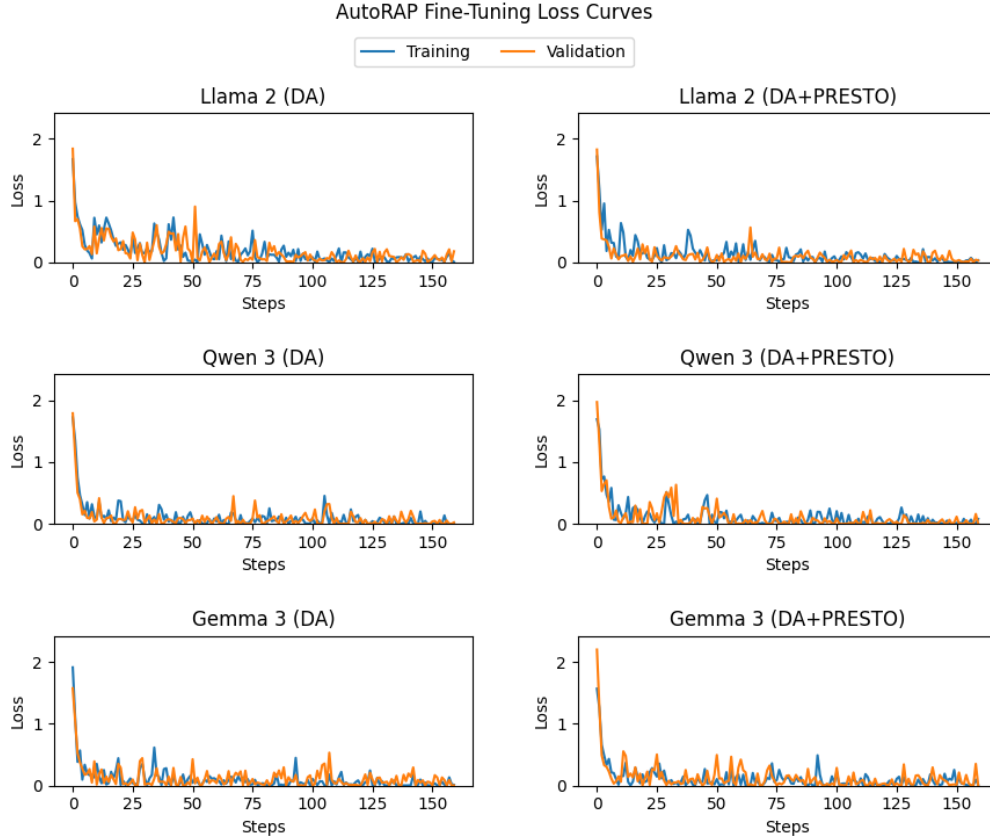 AutoRAP Fine-Tuning Loss Curves
Training Validation
Llama 2 (DA)
Loss
2
1
0
0 25 50 75 100 125 150
Steps
Llama 2 (DA+PRESTO)
Loss
2
1
0
0 25 50 75 100 125 150
Steps
Qwen 3 (DA)
Loss
2
1
0
0 25 50 75 100 125 150
Steps
Qwen 3 (DA+PRESTO)
Loss
2
1
0
0 25 50 75 100 125 150
Steps
Gemma 3 (DA)
Loss
2
1
0
0 25 50 75 100 125 150
Steps
Gemma 3 (DA+PRESTO)
Loss
2
1
0
0 25 50 75 100 125 150
Steps